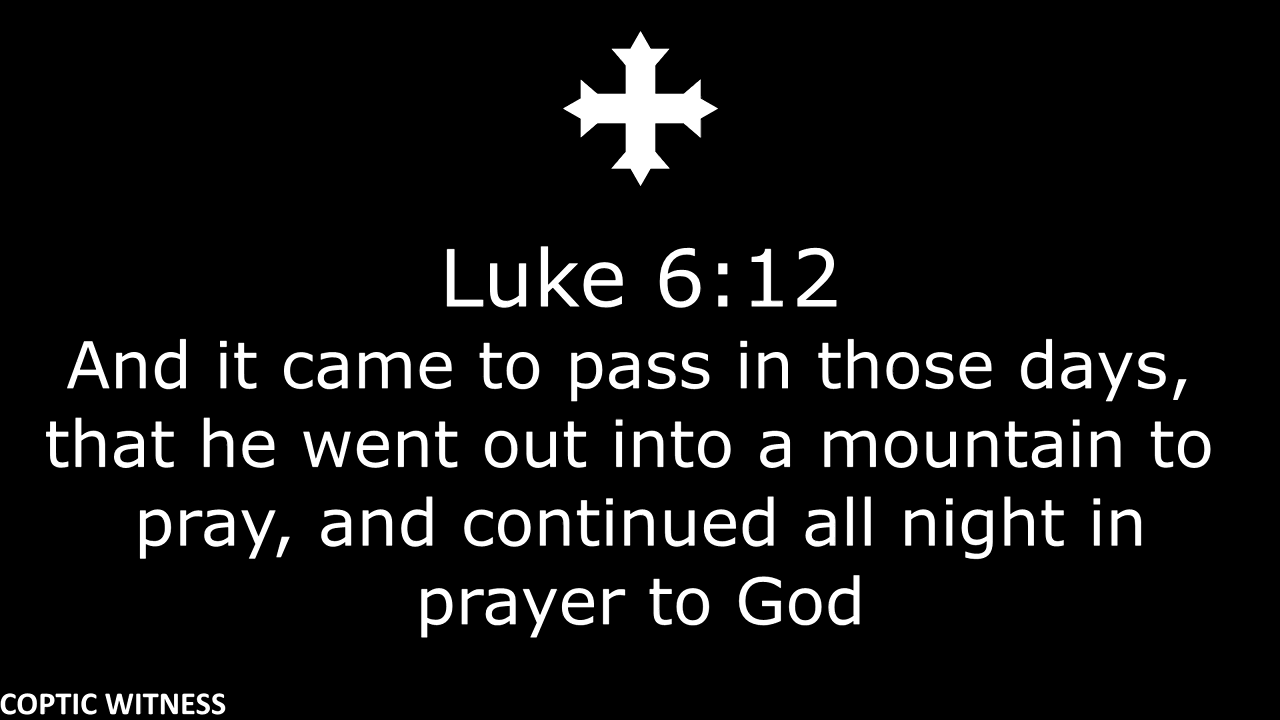 Luke 6:12
And it came to pass in those days,
that he went out into a mountain to
pray, and continued all night in
prayer to God
COPTIC WITNESS